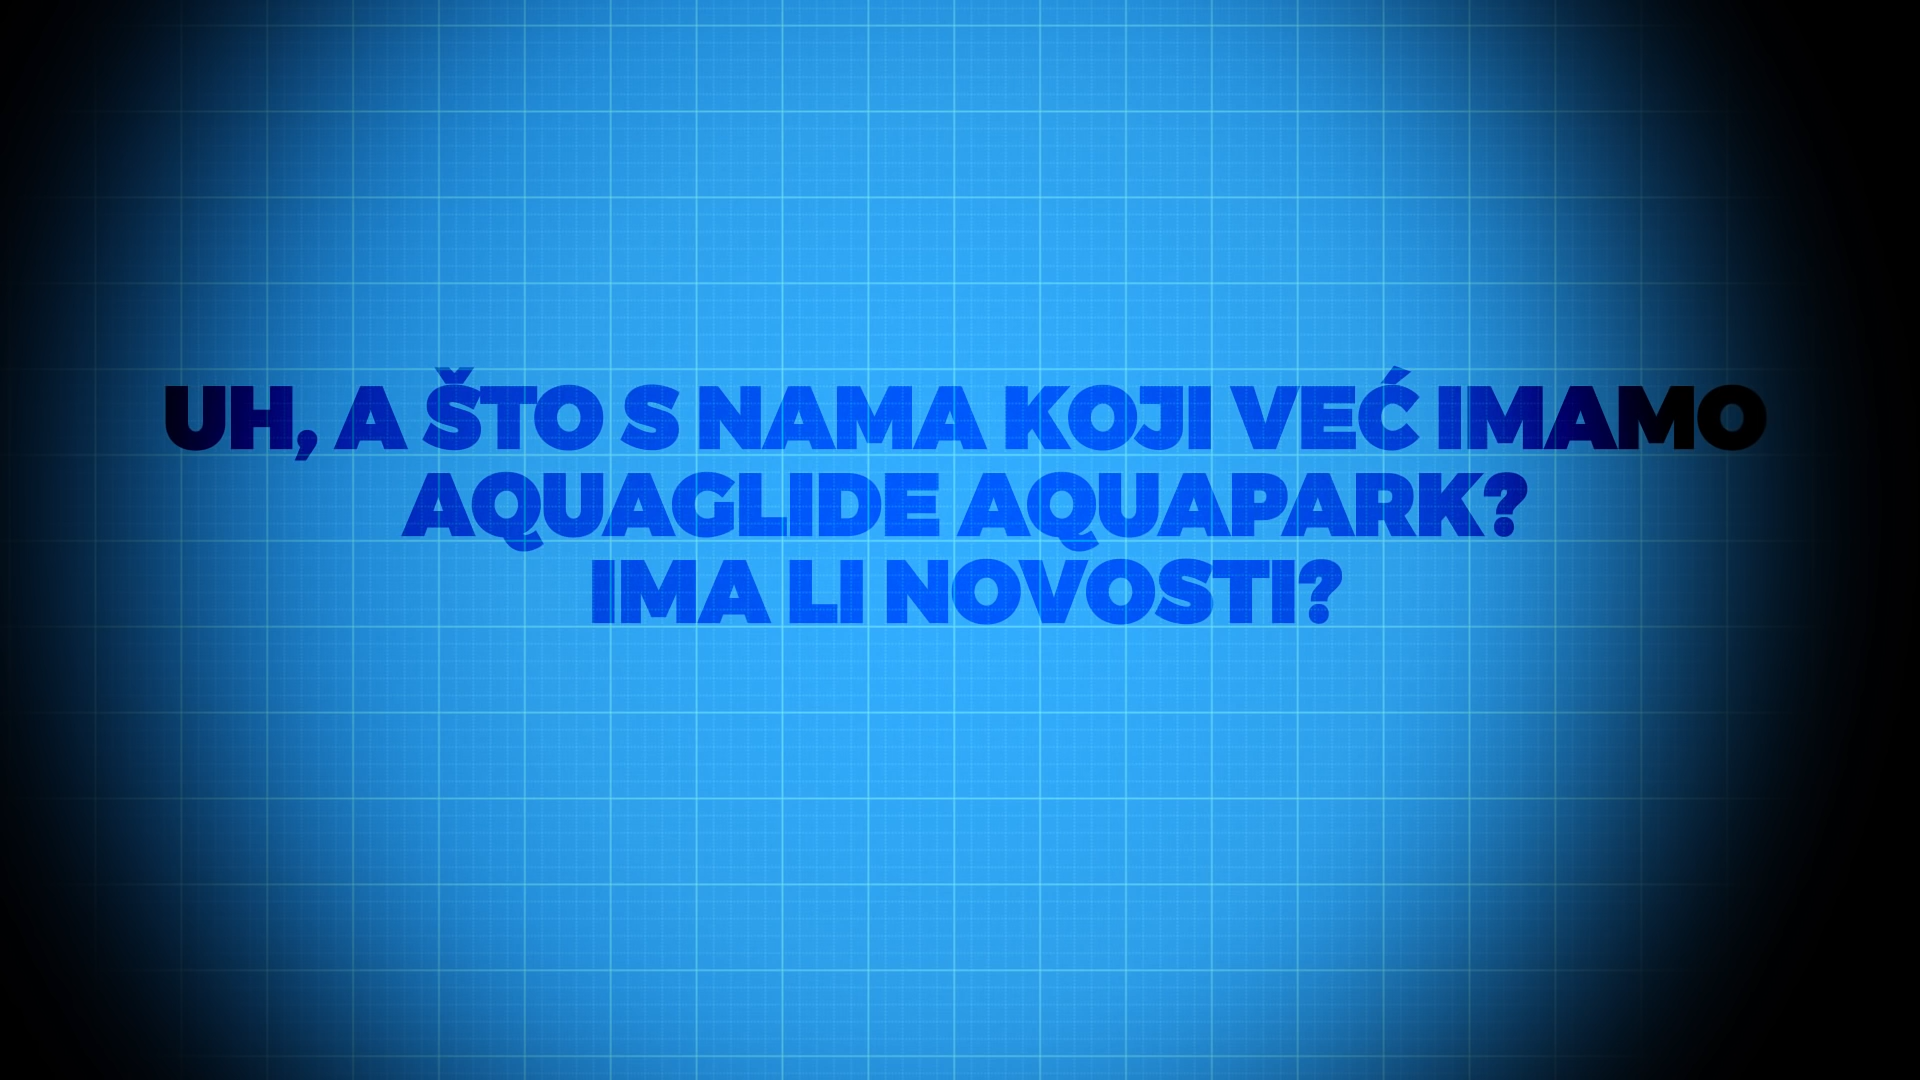 UH, A ŠTO S NAMA KOJI VEĆ IMAMO
AQUAGLIDE AQUAPARK?
IMA LI NOVOSTI?